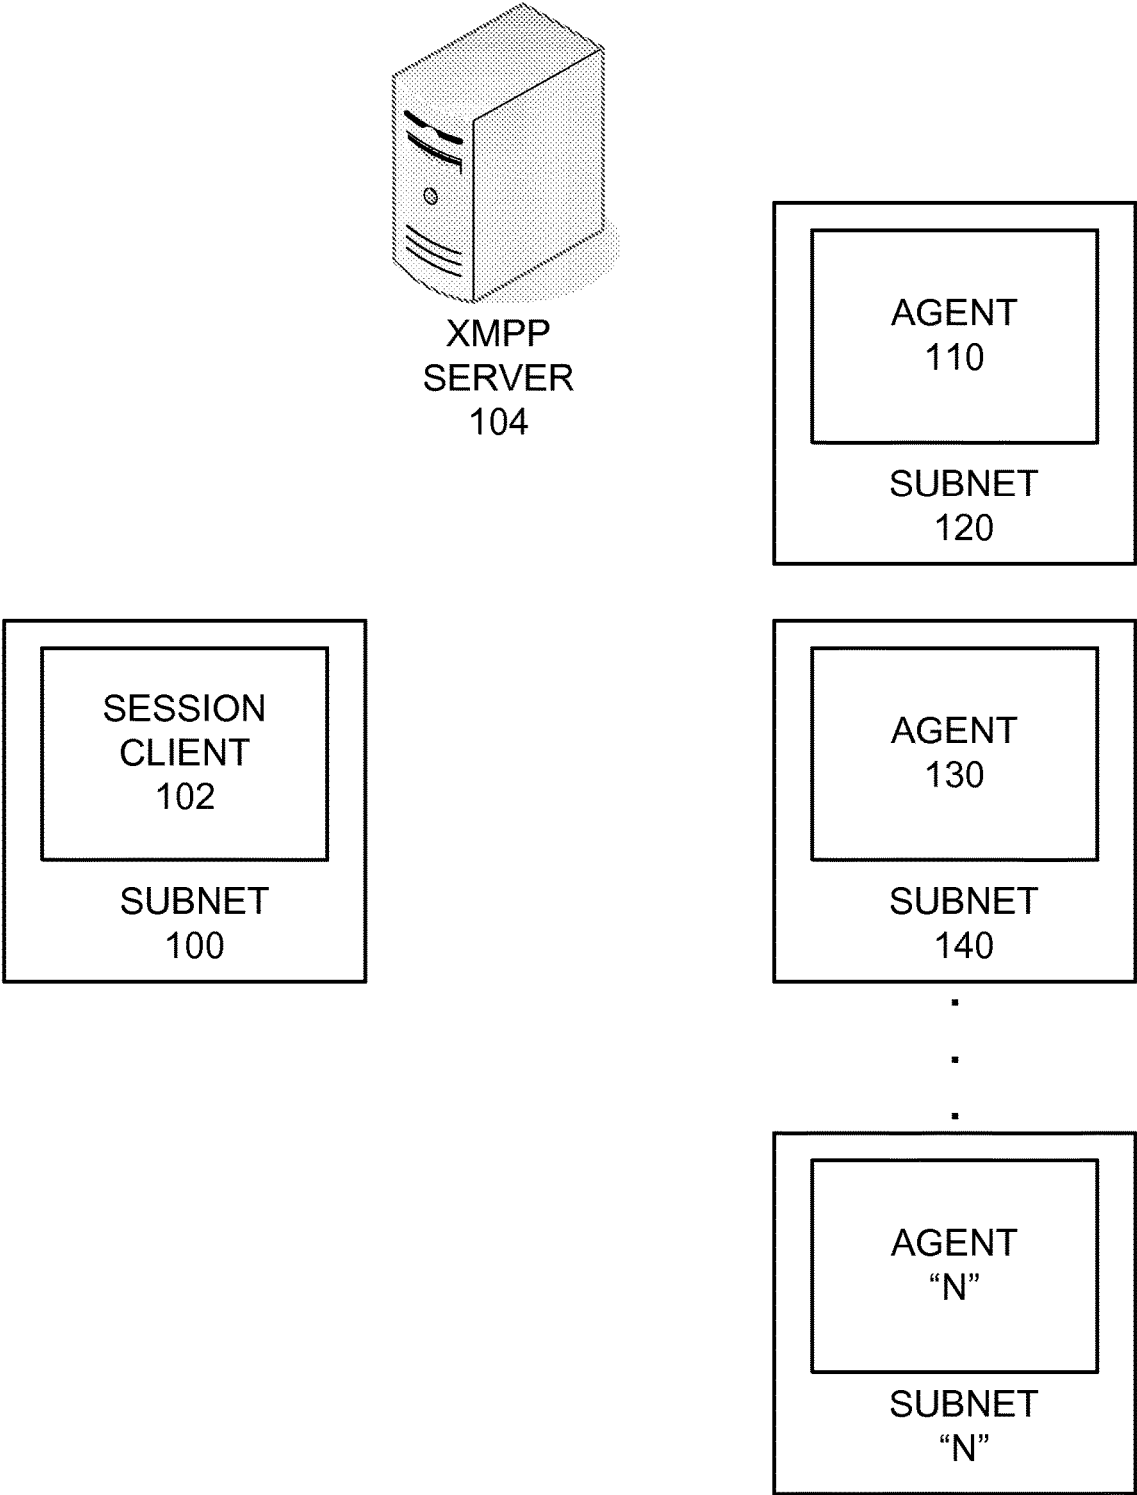 XMPP
SERVER
104
AGENT
110
SUBNET
120
SESSION
CLIENT
102
SUBNET
100
AGENT
130
SUBNET
140
AGENT
“N”
SUBNET
“N”